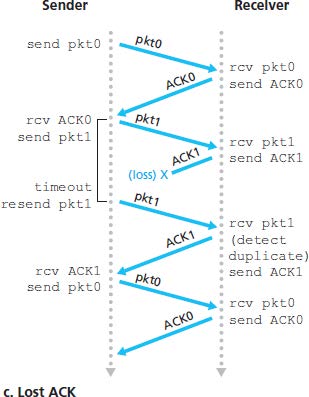 Sender
Receiver
send pkt0
pkt0
rcv pkt0
send ACK0
ACK0
rcv ACK0
send pkt1
pkt1
rcv pkt1
send ACK1
ACK1
(loss) X
timeout
resend pkt1
pkt1
rcv pkt1
(detect
duplicate)
send ACK1
ACK1
rcv ACK1
send pkt0
pkt0
rcv pkt0
send ACK0
ACK0
c. Lost ACK